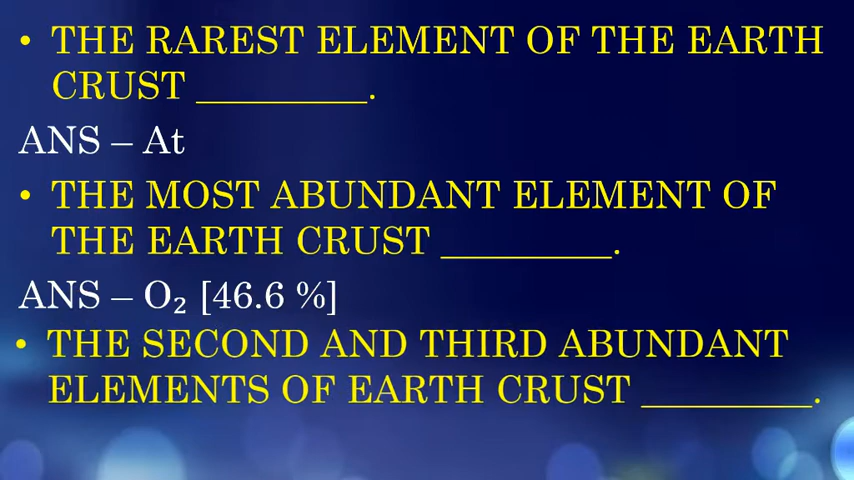 • THE RAREST ELEMENT OF THE EARTH
CRUST _________.
ANS – At
• THE MOST ABUNDANT ELEMENT OF
THE EARTH CRUST _________.
ANS – O₂ [46.6 %]
• THE SECOND AND THIRD ABUNDANT
ELEMENTS OF EARTH CRUST _________.